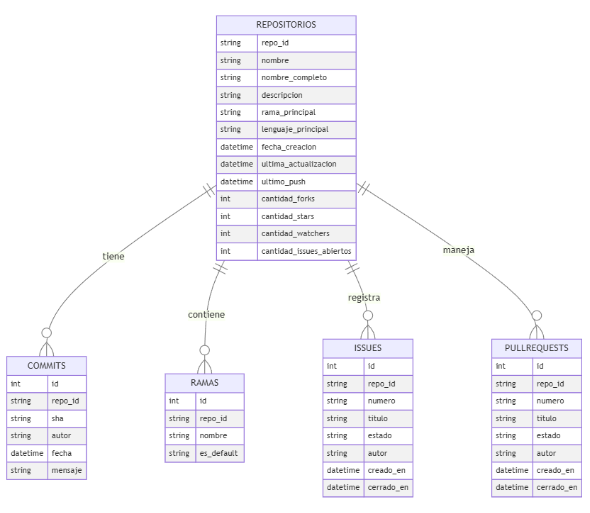 REPOSITORIOS
string repo_id
string nombre
string nombre_completo
string descripcion
string rama_principal
string lenguaje_principal
datetime fecha_creacion
datetime ultima_actualizacion
datetime ultimo_push
int cantidad_forks
int cantidad_stars
int cantidad_watchers
int cantidad_issues_abiertos
tiene
contiene
registra
maneja
COMMITS
int id
string repo_id
string sha
string autor
datetime fecha
string mensaje
RAMAS
int id
string repo_id
string nombre
string es_default
ISSUES
int id
string repo_id
string numero
string titulo
string estado
string autor
datetime creado_en
datetime cerrado_en
PULLREQUESTS
int id
string repo_id
string numero
string titulo
string estado
string autor
datetime creado_en
datetime cerrado_en